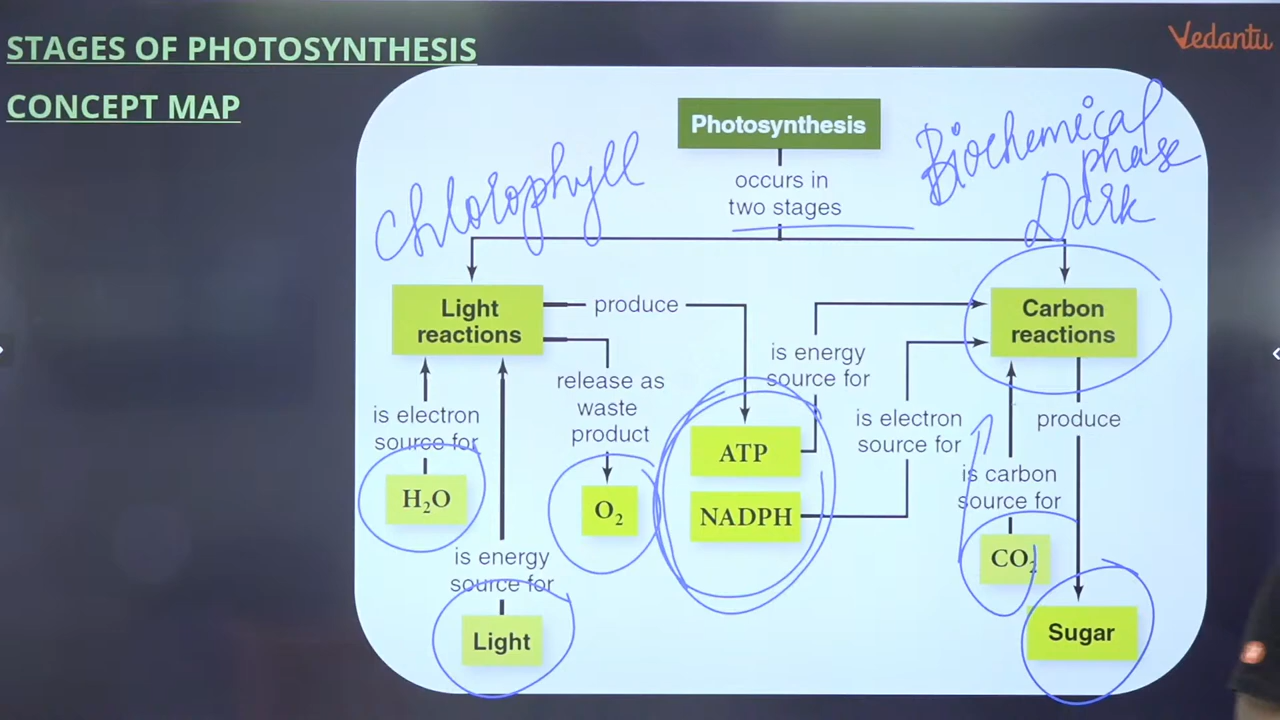 STAGES OF PHOTOSYNTHESIS
CONCEPT MAP
Vedantu
Photosynthesis
occurs in
two stages
Chlorophyll
Biochemical
phase
Dark
Light
reactions
produce
Carbon
reactions
is energy
source for
release as
waste
product
is electron
source for
is electron
source for
produce
ATP
NADPH
is carbon
source for
H₂O
O₂
CO₂
is energy
source for
Light
Sugar